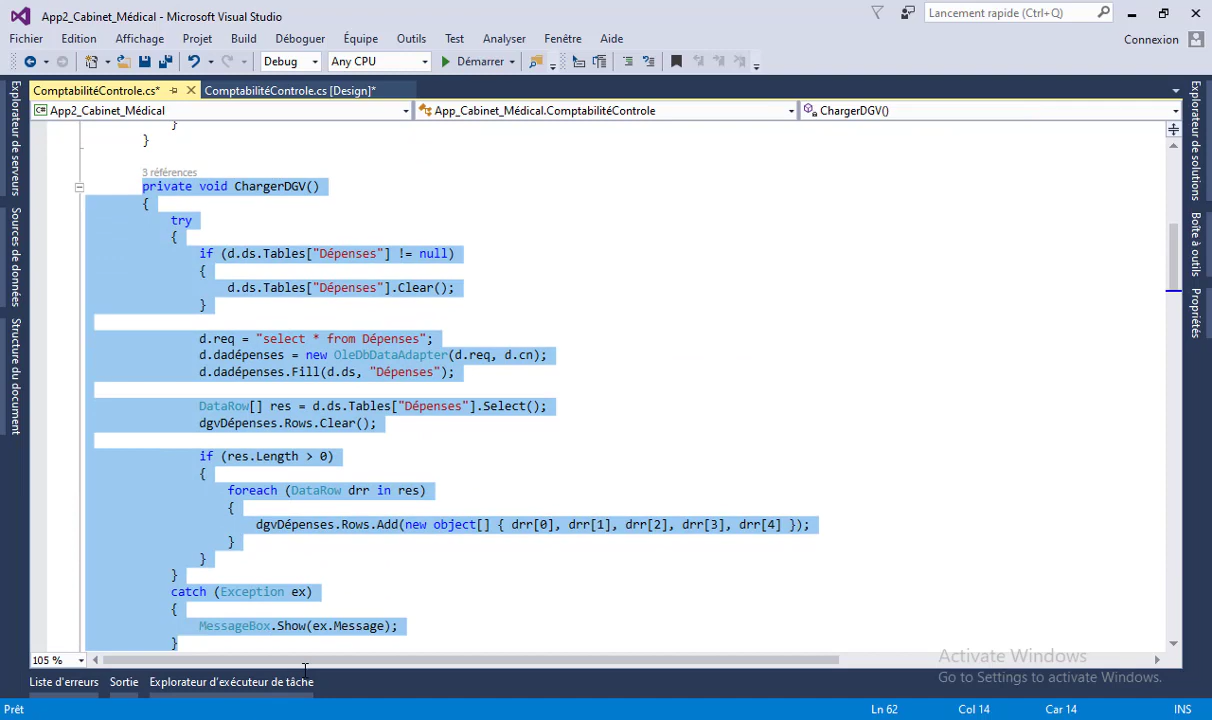 App2_Cabinet_Médical - Microsoft Visual Studio
Lancement rapide (Ctrl+Q)
Fichier Edition Affichage Projet Build Déboguer Équipe Outils Test Analyser Fenêtre Aide Connexion
Debug Any CPU Démarrer
ComptabilitéControle.cs* ComptabilitéControle.cs [Design]*
App2_Cabinet_Médical App_Cabinet_Médical.ComptabilitéControle ChargerDGV()
Explorateur de serveurs
Sources de données
Structure du document
}
}
3 références
private void ChargerDGV()
{
try
{
if (d.ds.Tables["Dépenses"] != null)
{
d.ds.Tables["Dépenses"].Clear();
}
d.req = "select * from Dépenses";
d.dadépenses = new OleDbDataAdapter(d.req, d.cn);
d.dadépenses.Fill(d.ds, "Dépenses");
DataRow[] res = d.ds.Tables["Dépenses"].Select();
dgvDépenses.Rows.Clear();
if (res.Length > 0)
{
foreach (DataRow drr in res)
{
dgvDépenses.Rows.Add(new object[] { drr[0], drr[1], drr[2], drr[3], drr[4] });
}
}
}
catch (Exception ex)
{
MessageBox.Show(ex.Message);
}
Explorateur de solutions
Boîte à outils
Propriétés
105 %
Activate Windows
Go to Settings to activate Windows.
Liste d'erreurs Sortie Explorateur d'exécuteur de tâche
Prêt Ln 62 Col 14 Car 14 INS